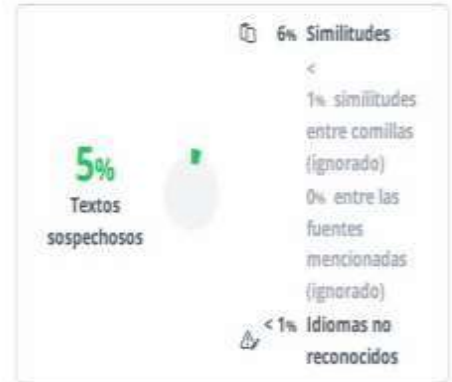 5%
Textos
sospechosos
6% Similitudes
<
1% similitudes
entre comillas
(ignorado)
0% entre las
fuentes
mencionadas
(ignorado)
< 1% Idiomas no
reconocidos